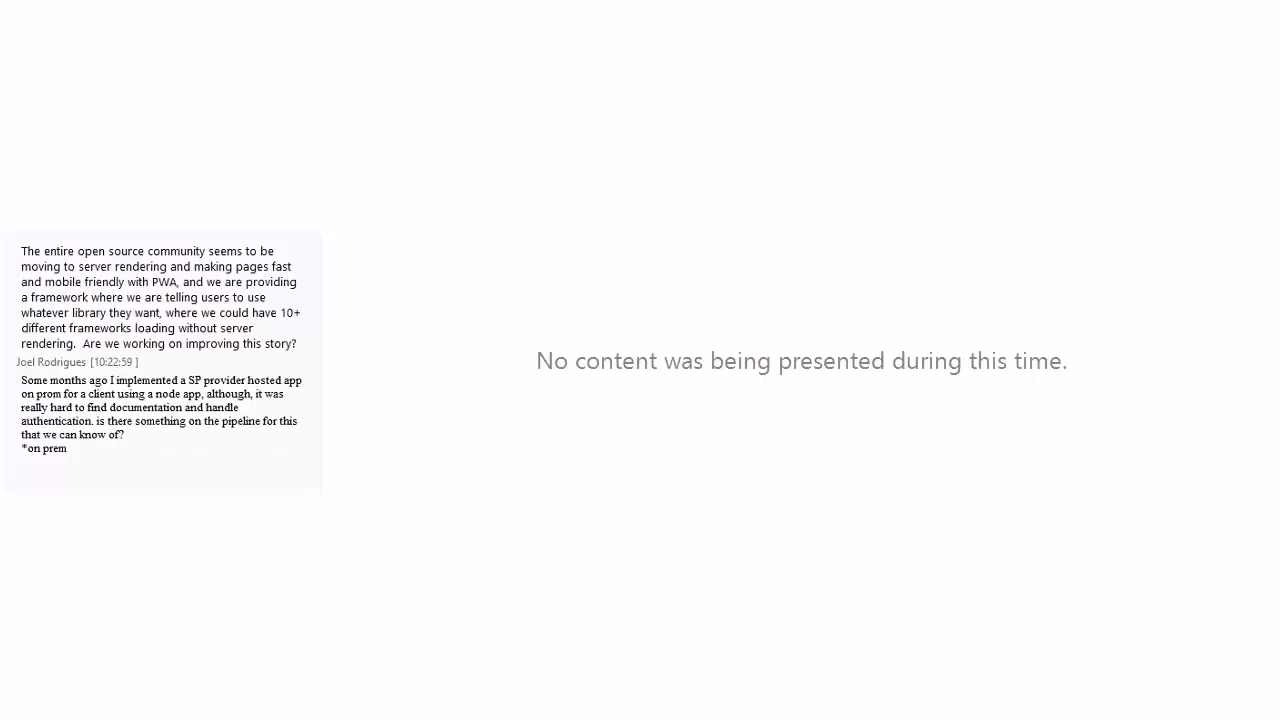 The entire open source community seems to be
moving to server rendering and making pages fast
and mobile friendly with PWA, and we are providing
a framework where we are telling users to use
whatever library they want, where we could have 10+
different frameworks loading without server
rendering.  Are we working on improving this story?
Joel Rodrigues [10:22:59 ]
Some months ago I implemented a SP provider hosted app
on prom for a client using a node app, although, it was
really hard to find documentation and handle
authentication. is there something on the pipeline for this
that we can know of?
*on prem
No content was being presented during this time.